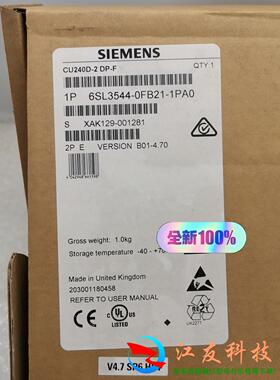 SIEMENS
CU240D-2 DP-F
QTY:1
1P 6SL3544-0FB21-1PA0
S XAK129-001281
2P E VERSION B01-4.70
全新100%
Gross weight: 1.0kg
Storage temperature: -40 - +70
Made in United Kingdom
203001180458
REFER TO USER MANUAL
UK2277
LISTED
V4.7 SP6
江友科技